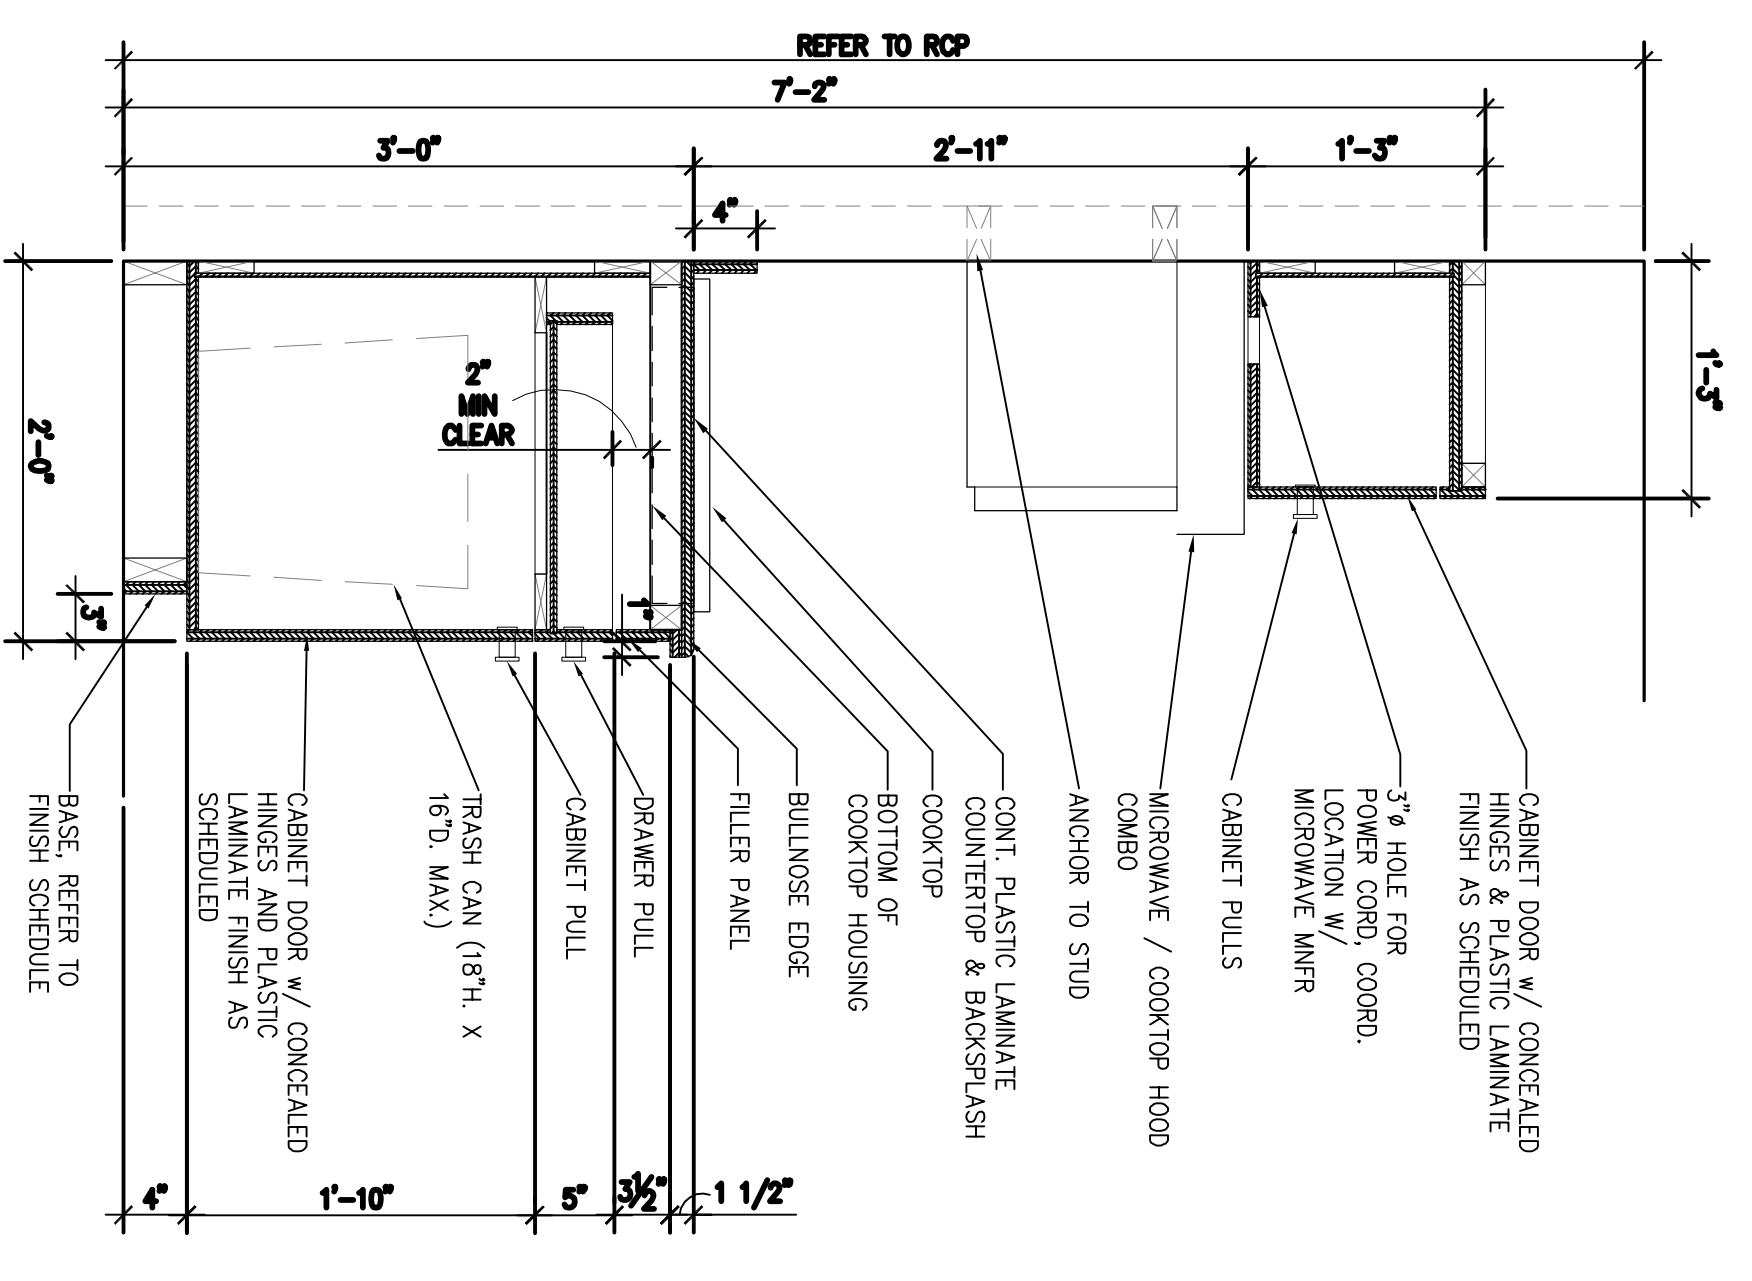 REFER TO RCP
7'-2"
3'-0"
2'-11"
1'-3"
4"
1'-3"
2'-0"
3"
2"
MIN
CLEAR
1"
CABINET DOOR w/ CONCEALED
HINGES & PLASTIC LAMINATE
FINISH AS SCHEDULED
3"ø HOLE FOR
POWER CORD, COORD.
LOCATION W/
MICROWAVE MNFR
CABINET PULLS
MICROWAVE / COOKTOP HOOD
COMBO
ANCHOR TO STUD
CONT. PLASTIC LAMINATE
COUNTERTOP & BACKSPLASH
COOKTOP
BOTTOM OF
COOKTOP HOUSING
BULLNOSE EDGE
FILLER PANEL
DRAWER PULL
CABINET PULL
TRASH CAN (18"H. X
16"D. MAX.)
CABINET DOOR w/ CONCEALED
HINGES AND PLASTIC
LAMINATE FINISH AS
SCHEDULED
BASE, REFER TO
FINISH SCHEDULE
4"
1'-10"
5"
3½"
1 1/2"